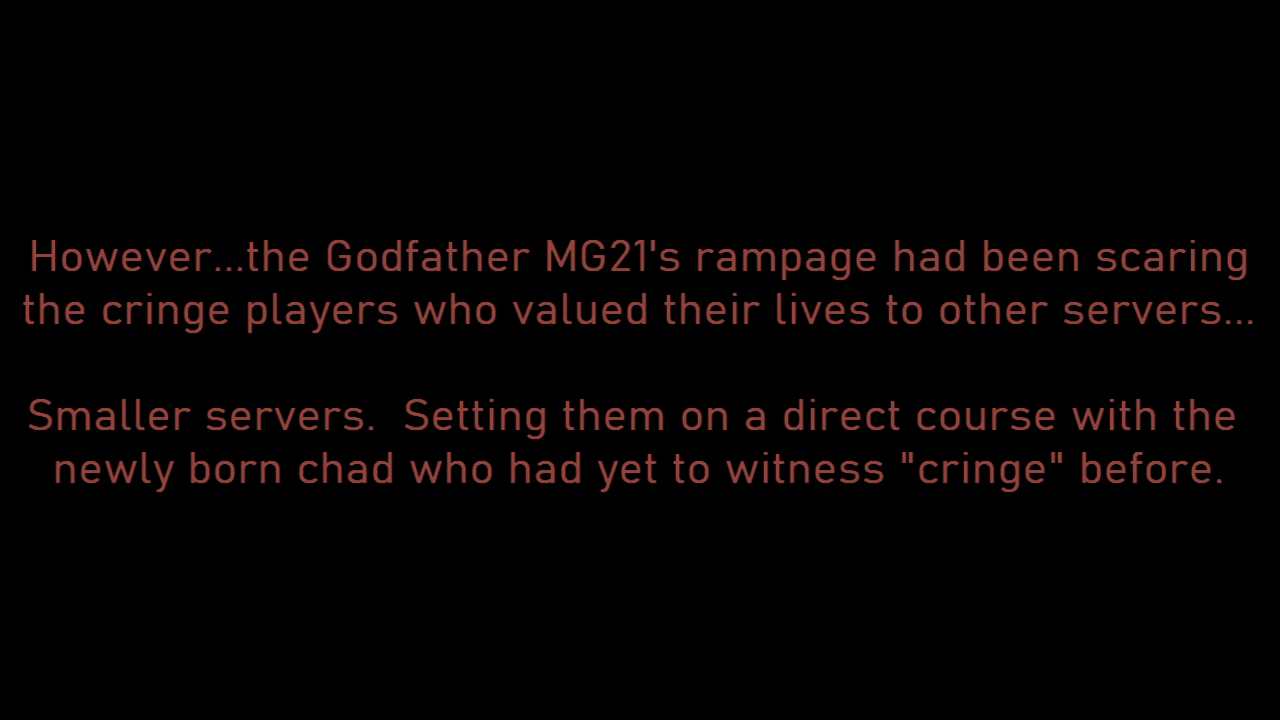 However...the Godfather MG21's rampage had been scaring
the cringe players who valued their lives to other servers...
Smaller servers.  Setting them on a direct course with the
newly born chad who had yet to witness "cringe" before.